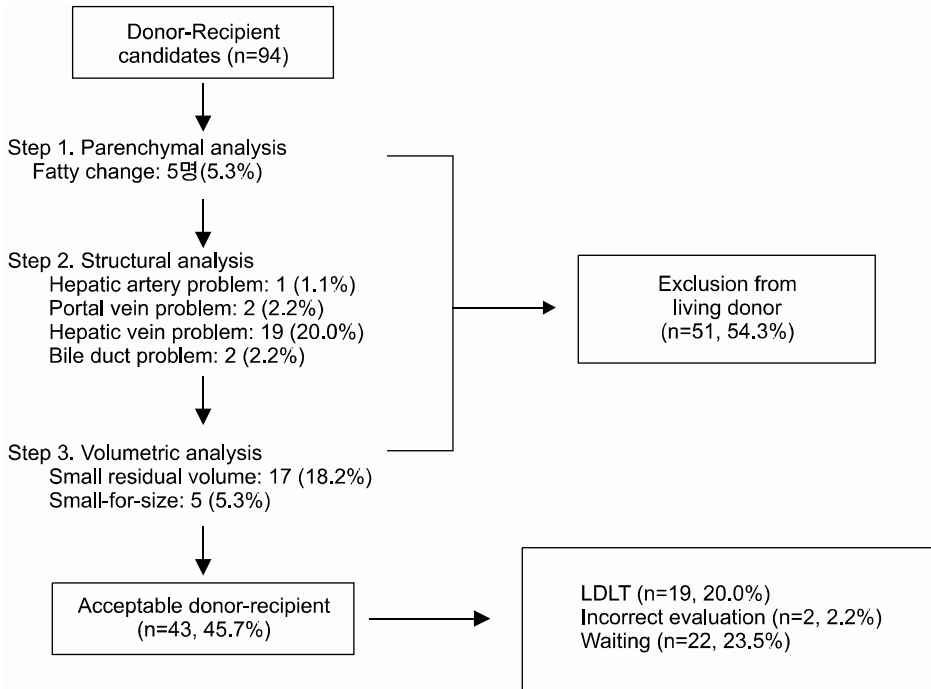 Donor-Recipient
candidates (n=94)
Step 1. Parenchymal analysis
Fatty change: 5명(5.3%)
Step 2. Structural analysis
Hepatic artery problem: 1 (1.1%)
Portal vein problem: 2 (2.2%)
Hepatic vein problem: 19 (20.0%)
Bile duct problem: 2 (2.2%)
Exclusion from
living donor
(n=51, 54.3%)
Step 3. Volumetric analysis
Small residual volume: 17 (18.2%)
Small-for-size: 5 (5.3%)
Acceptable donor-recipient
(n=43, 45.7%)
LDLT (n=19, 20.0%)
Incorrect evaluation (n=2, 2.2%)
Waiting (n=22, 23.5%)